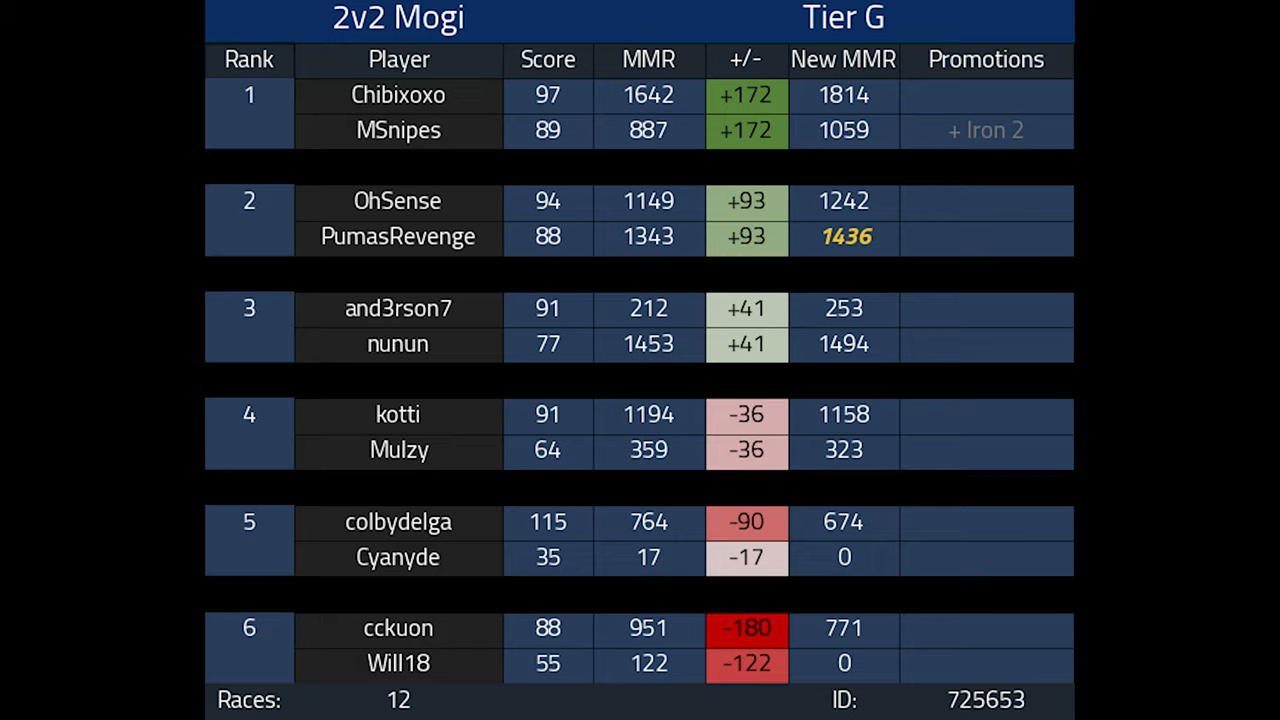 2v2 Mogi Tier G
Rank Player Score MMR +/- New MMR Promotions
1 Chibixoxo 97 1642 +172 1814
MSnipes 89 887 +172 1059 + Iron 2
2 OhSense 94 1149 +93 1242
PumasRevenge 88 1343 +93 1436
3 and3rson7 91 212 +41 253
nunun 77 1453 +41 1494
4 kotti 91 1194 -36 1158
Mulzy 64 359 -36 323
5 colbydelga 115 764 -90 674
Cyanyde 35 17 -17 0
6 cckuon 88 951 -180 771
Will18 55 122 -122 0
Races: 12 ID: 725653